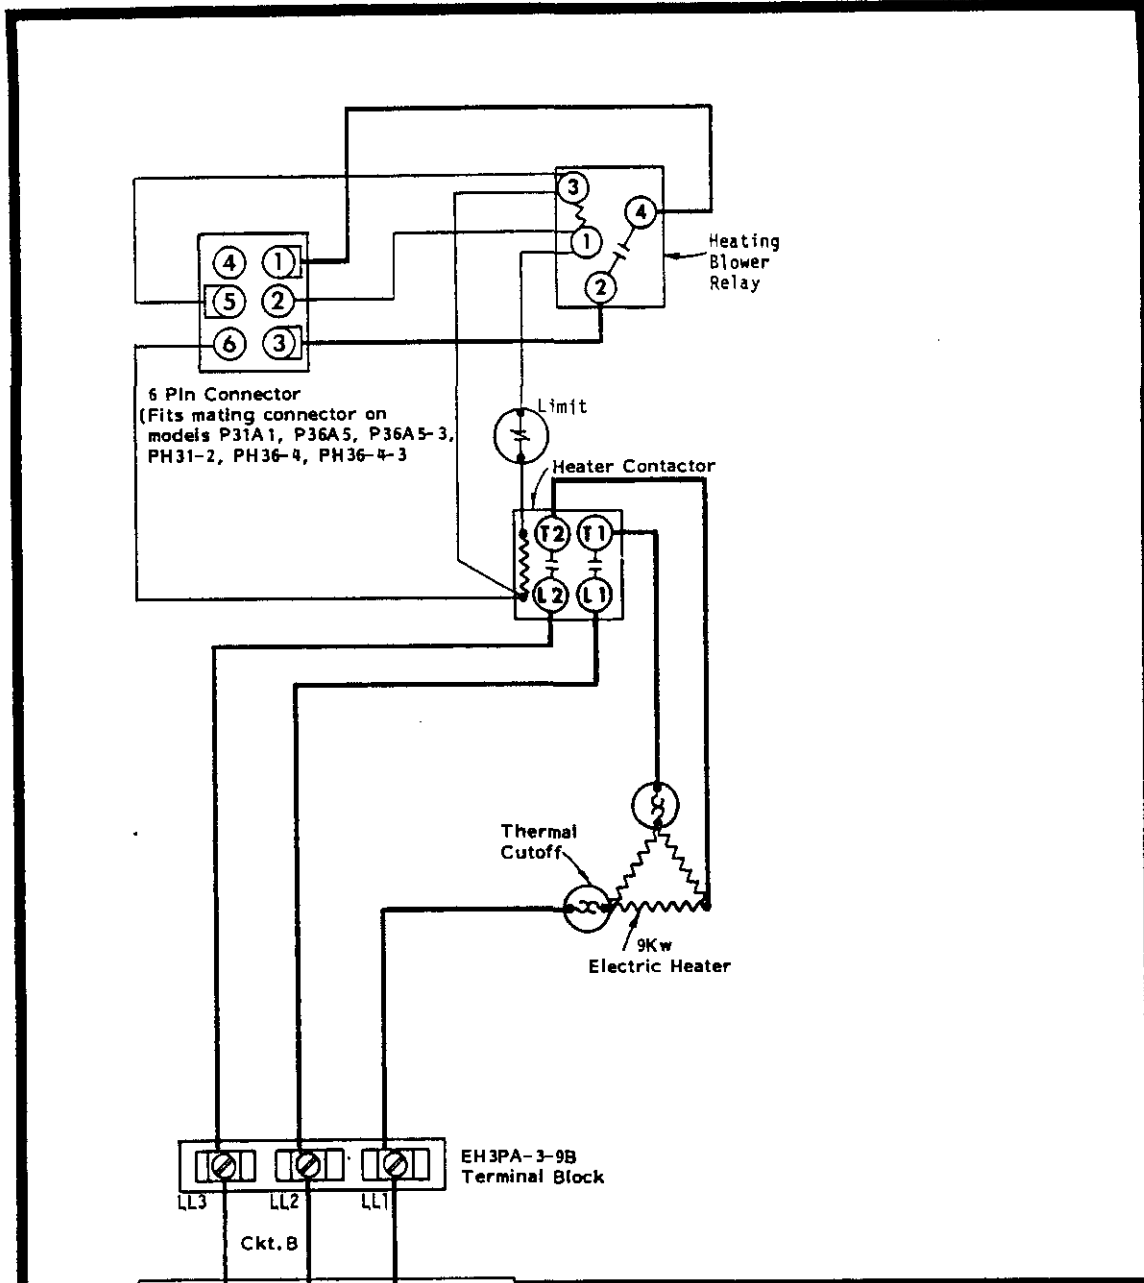 3
4
1
2
Heating
Blower
Relay
4 1
5 2
6 3
6 Pin Connector
(Fits mating connector on
models P31A1, P36A5, P36A5-3,
PH31-2, PH36-4, PH36-4-3
Limit
Heater Contactor
T2 T1
L2 L1
Thermal
Cutoff
9Kw
Electric Heater
EH3PA-3-9B
Terminal Block
LL3 LL2 LL1
Ckt. B